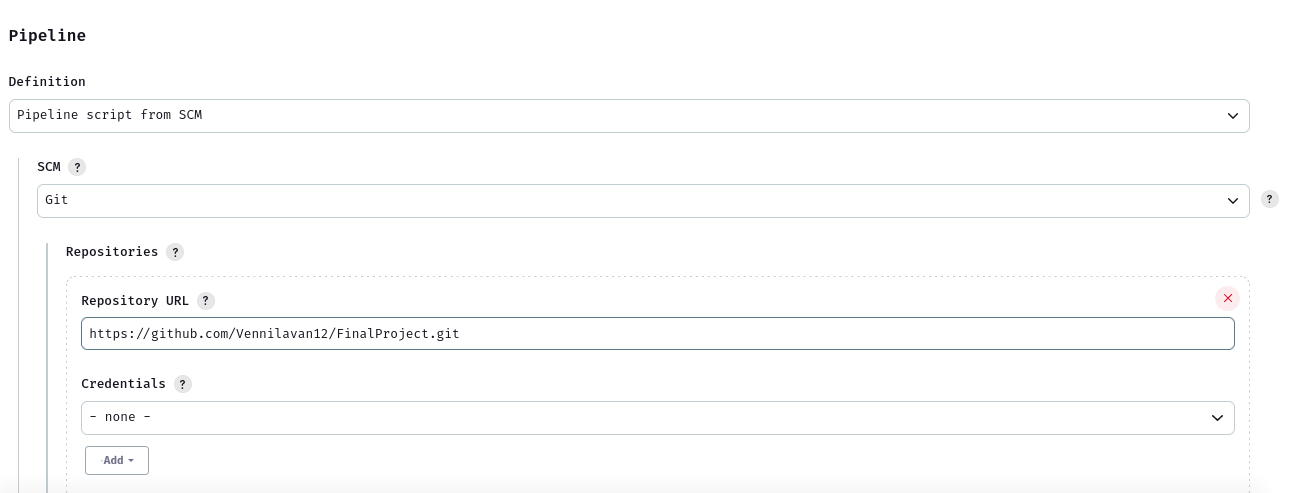 Pipeline
Definition
Pipeline script from SCM
SCM ?
Git
?
Repositories ?
Repository URL ?
https://github.com/Vennilavan12/FinalProject.git
Credentials ?
- none -
Add